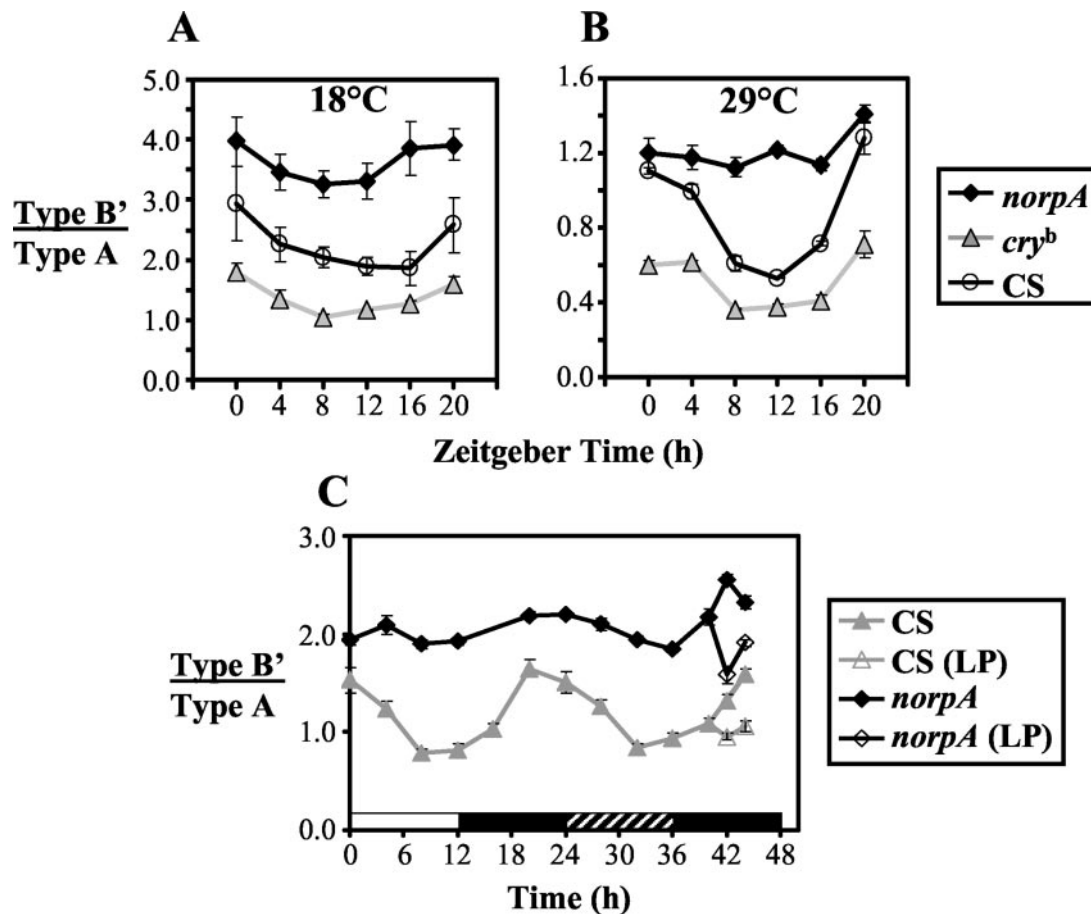 A
B
5.0
4.0
3.0
2.0
1.0
0.0
18°C
0 4 8 12 16 20
1.6
1.2
0.8
0.4
0.0
29°C
0 4 8 12 16 20
Type B’
Type A
norpA
cryᵇ
CS
Zeitgeber Time (h)
C
3.0
2.0
1.0
0.0
Type B’
Type A
0 6 12 18 24 30 36 42 48
Time (h)
CS
CS (LP)
norpA
norpA (LP)